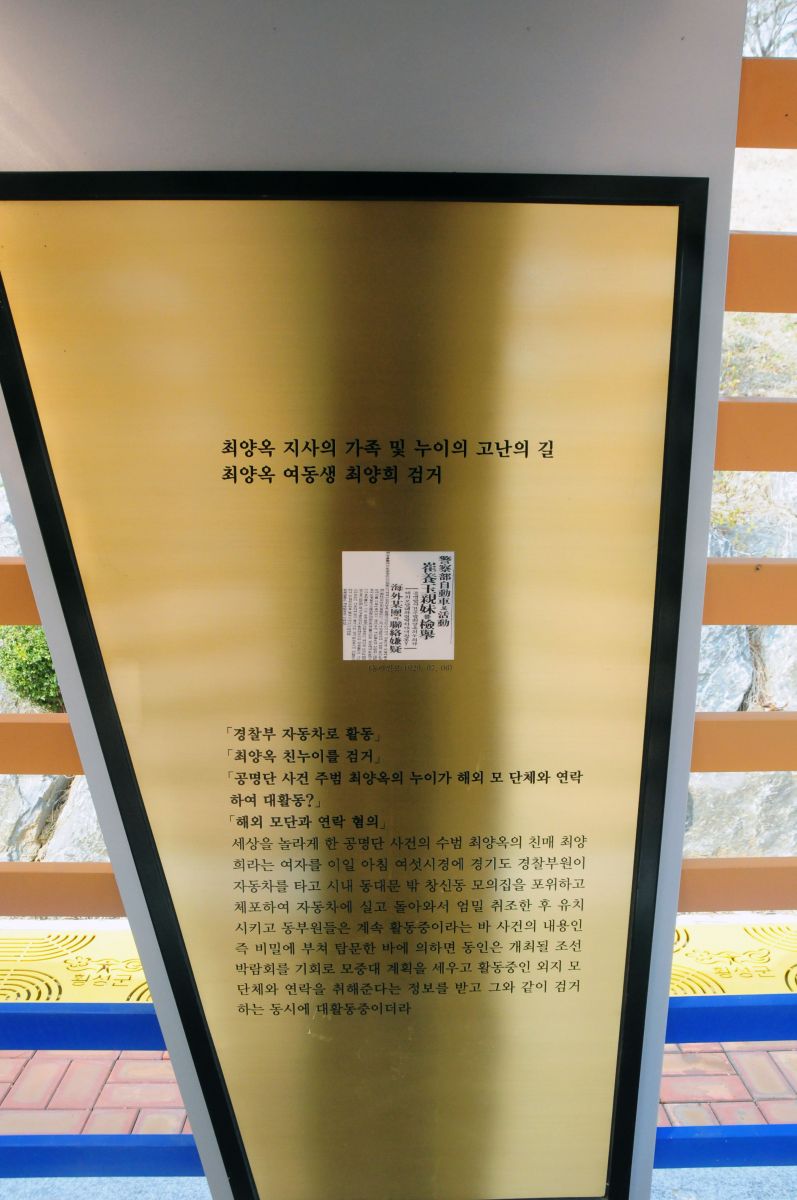 최양옥 지사의 가족 및 누이의 고난의 길
최양옥 여동생 최양희 검거
警察部自動車로活動
崔養玉親妹를檢擧
海外某團과聯絡嫌疑
「경찰부 자동차로 활동」
「최양옥 친누이를 검거」
「공명단 사건 주범 최양옥의 누이가 해외 모 단체와 연락
하여 대활동?」
「해외 모단과 연락 혐의」
세상을 놀라게 한 공명단 사건의 수범 최양옥의 친매 최양
희라는 여자를 이일 아침 여섯시경에 경기도 경찰부원이
자동차를 타고 시내 동대문 밖 창신동 모의집을 포위하고
체포하여 자동차에 싣고 돌아와서 엄밀 취조한 후 유치
시키고 동부원들은 계속 활동중이라는 바 사건의 내용인
즉 비밀에 부쳐 탐문한 바에 의하면 동인은 개최될 조선
박람회를 기회로 모중대 계획을 세우고 활동중인 외지 모
단체와 연락을 취해준다는 정보를 받고 그와 같이 검거
하는 동시에 대활동중이더라
횡성군
횡성군